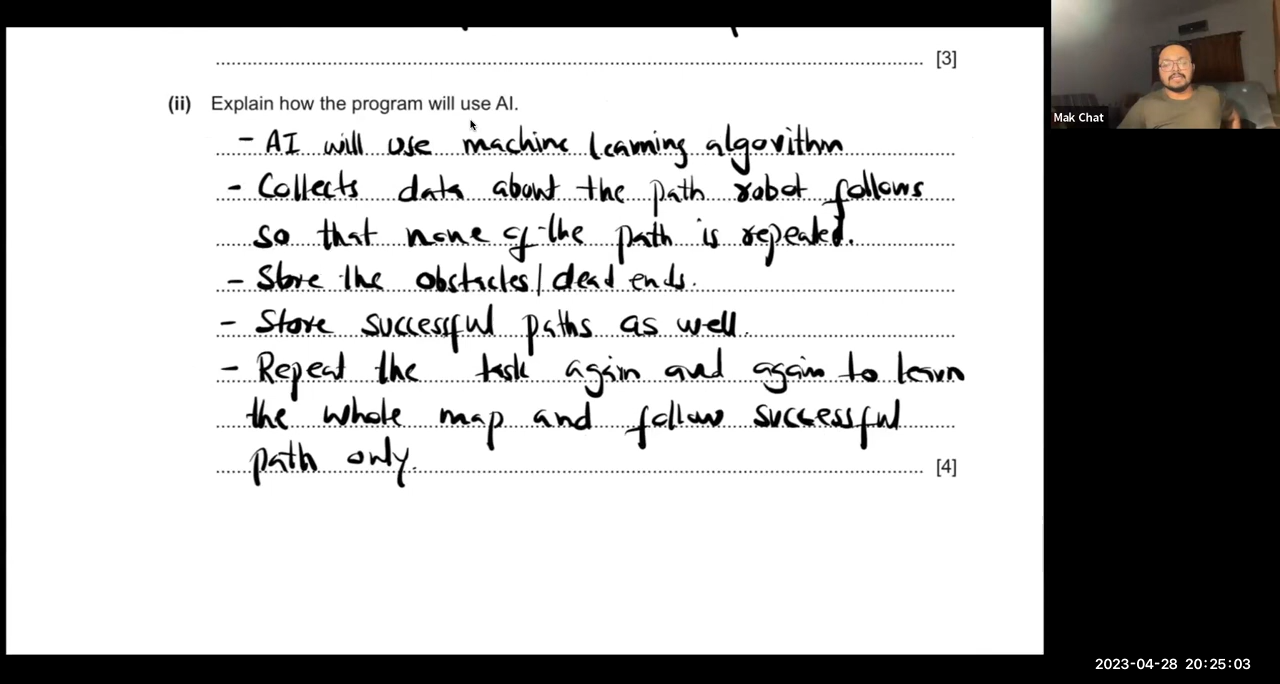 [3]
(ii) Explain how the program will use AI.
- AI will use machine learning algorithm
- Collects data about the path robot follows
so that none of the path is repeated.
- Store the obstacles/dead ends.
- Store successful paths as well.
- Repeat the task again and again to learn
the whole map and follow successful
path only.
[4]
Mak Chat
2023-04-28 20:25:03